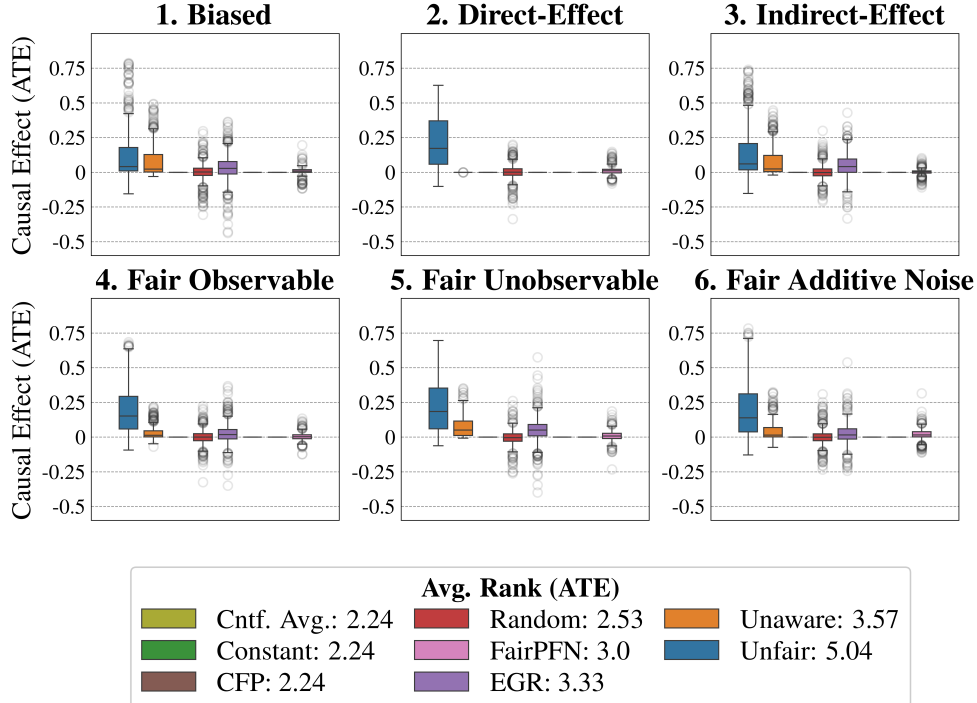 1. Biased
2. Direct-Effect
3. Indirect-Effect
Causal Effect (ATE)
0.75
0.5
0.25
0
-0.25
-0.5
0.75
0.5
0.25
0
-0.25
-0.5
0.75
0.5
0.25
0
-0.25
-0.5
4. Fair Observable
5. Fair Unobservable
6. Fair Additive Noise
Causal Effect (ATE)
0.75
0.5
0.25
0
-0.25
-0.5
0.75
0.5
0.25
0
-0.25
-0.5
0.75
0.5
0.25
0
-0.25
-0.5
Avg. Rank (ATE)
Cntf. Avg.: 2.24
Constant: 2.24
CFP: 2.24
Random: 2.53
FairPFN: 3.0
EGR: 3.33
Unaware: 3.57
Unfair: 5.04